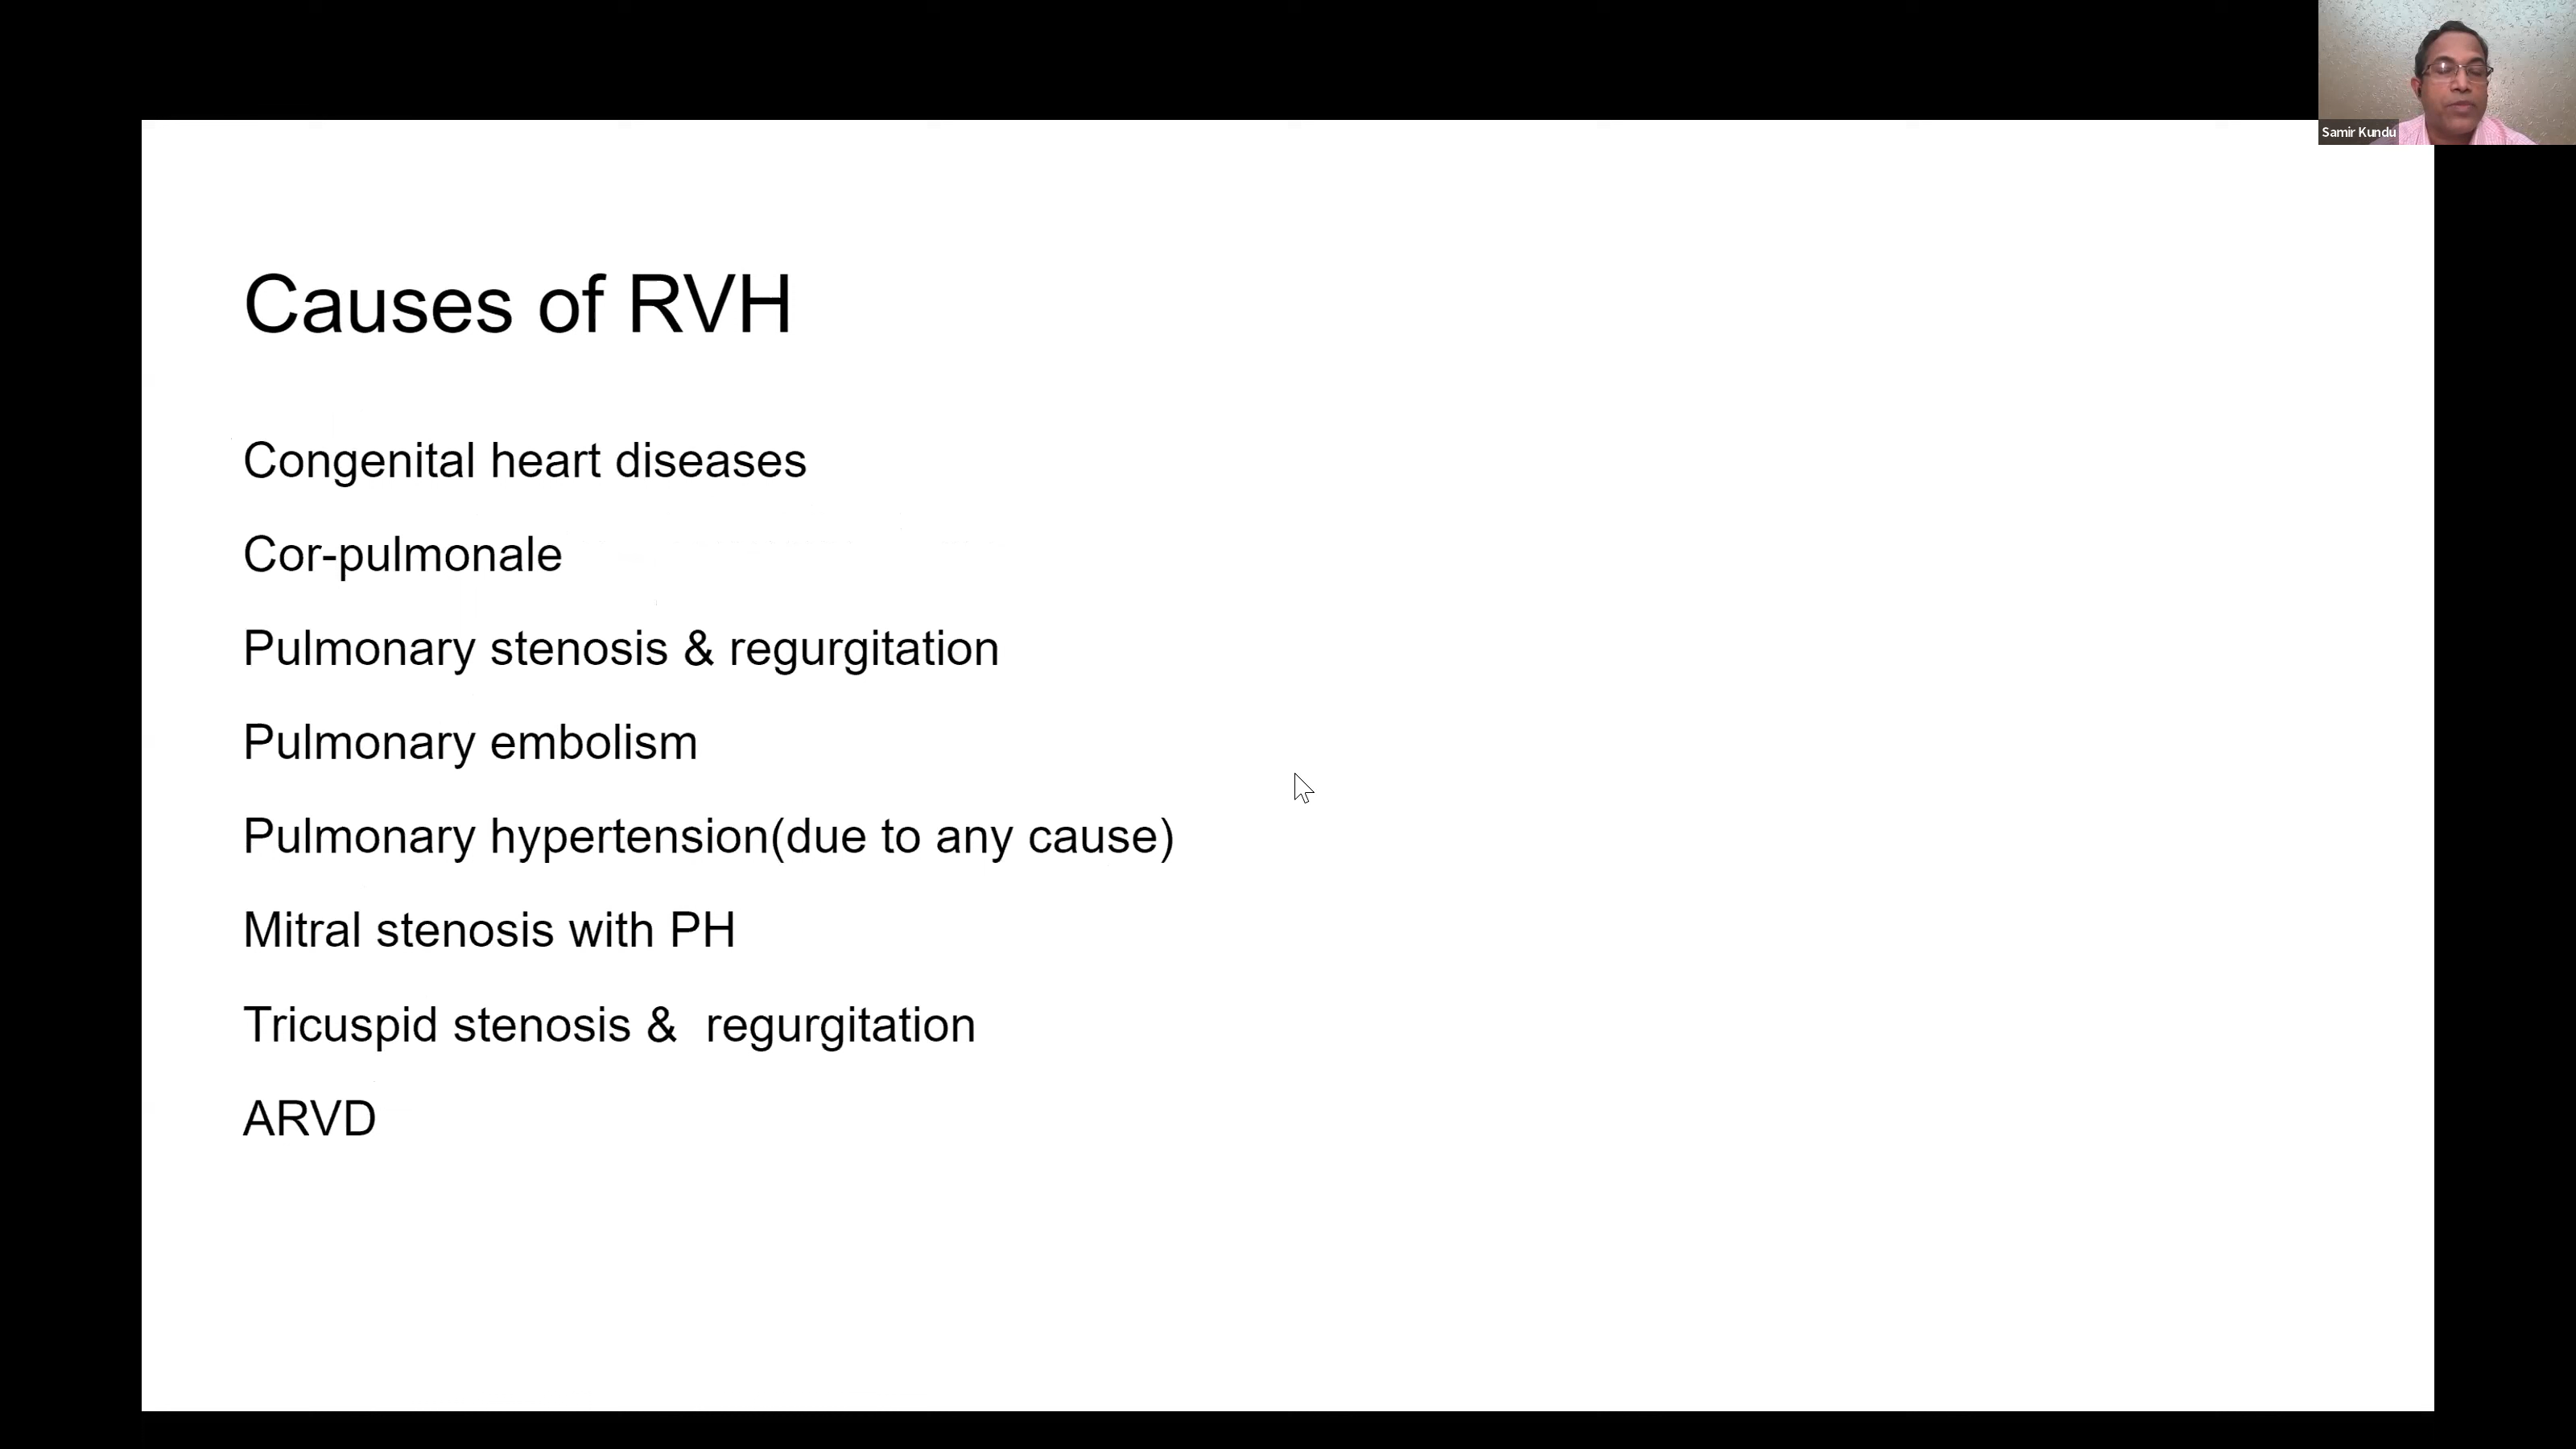 Samir Kundu
Causes of RVH
Congenital heart diseases
Cor-pulmonale
Pulmonary stenosis & regurgitation
Pulmonary embolism
Pulmonary hypertension(due to any cause)
Mitral stenosis with PH
Tricuspid stenosis &  regurgitation
ARVD